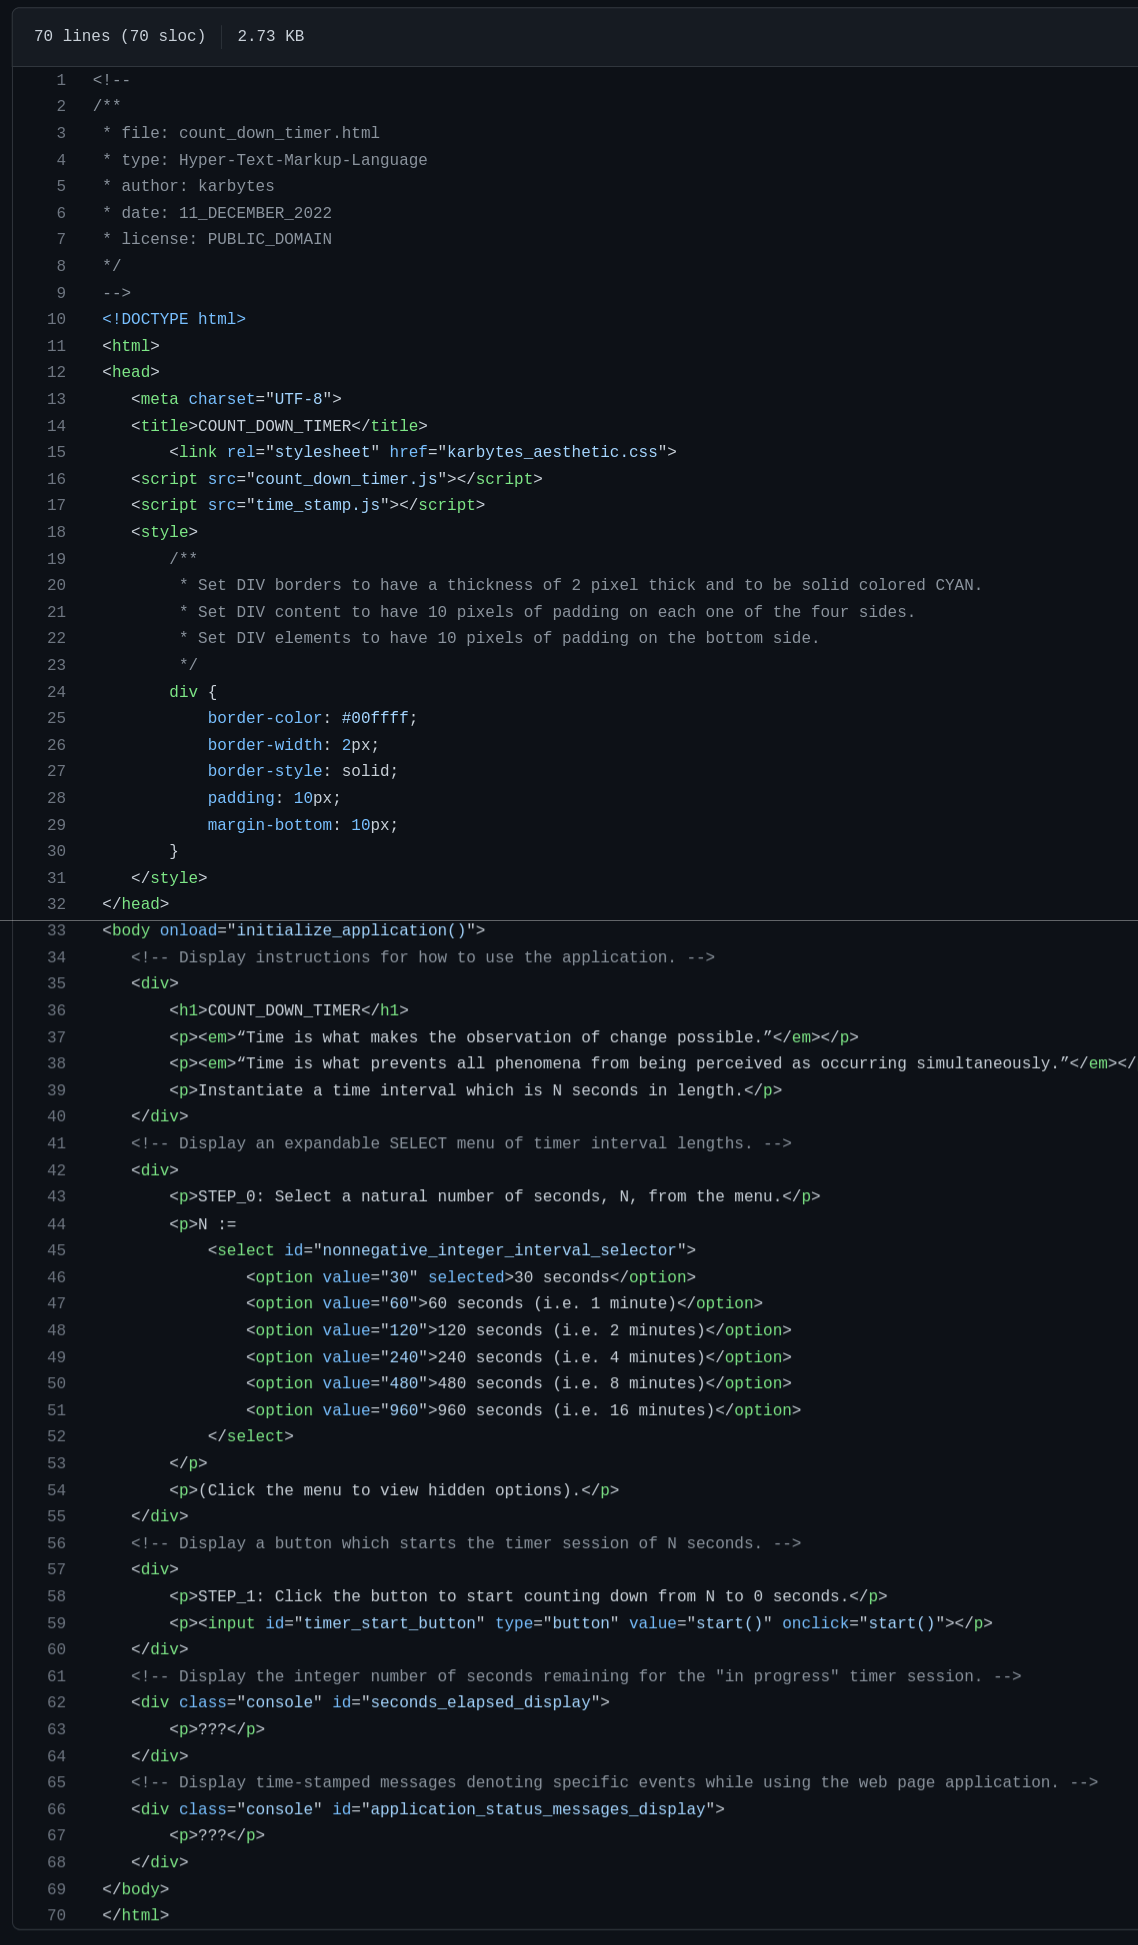 70 lines (70 sloc) 2.73 KB
1 <!--
2 /**
3 * file: count_down_timer.html
4 * type: Hyper-Text-Markup-Language
5 * author: karbytes
6 * date: 11_DECEMBER_2022
7 * license: PUBLIC_DOMAIN
8 */
9 -->
10 <!DOCTYPE html>
11 <html>
12 <head>
13 <meta charset="UTF-8">
14 <title>COUNT_DOWN_TIMER</title>
15 <link rel="stylesheet" href="karbytes_aesthetic.css">
16 <script src="count_down_timer.js"></script>
17 <script src="time_stamp.js"></script>
18 <style>
19 /**
20 * Set DIV borders to have a thickness of 2 pixel thick and to be solid colored CYAN.
21 * Set DIV content to have 10 pixels of padding on each one of the four sides.
22 * Set DIV elements to have 10 pixels of padding on the bottom side.
23 */
24 div {
25 border-color: #00ffff;
26 border-width: 2px;
27 border-style: solid;
28 padding: 10px;
29 margin-bottom: 10px;
30 }
31 </style>
32 </head>
33 <body onload="initialize_application()">
34 <!-- Display instructions for how to use the application. -->
35 <div>
36 <h1>COUNT_DOWN_TIMER</h1>
37 <p><em>“Time is what makes the observation of change possible.”</em></p>
38 <p><em>“Time is what prevents all phenomena from being perceived as occurring simultaneously.”</em></
39 <p>Instantiate a time interval which is N seconds in length.</p>
40 </div>
41 <!-- Display an expandable SELECT menu of timer interval lengths. -->
42 <div>
43 <p>STEP_0: Select a natural number of seconds, N, from the menu.</p>
44 <p>N :=
45 <select id="nonnegative_integer_interval_selector">
46 <option value="30" selected>30 seconds</option>
47 <option value="60">60 seconds (i.e. 1 minute)</option>
48 <option value="120">120 seconds (i.e. 2 minutes)</option>
49 <option value="240">240 seconds (i.e. 4 minutes)</option>
50 <option value="480">480 seconds (i.e. 8 minutes)</option>
51 <option value="960">960 seconds (i.e. 16 minutes)</option>
52 </select>
53 </p>
54 <p>(Click the menu to view hidden options).</p>
55 </div>
56 <!-- Display a button which starts the timer session of N seconds. -->
57 <div>
58 <p>STEP_1: Click the button to start counting down from N to 0 seconds.</p>
59 <p><input id="timer_start_button" type="button" value="start()" onclick="start()"></p>
60 </div>
61 <!-- Display the integer number of seconds remaining for the "in progress" timer session. -->
62 <div class="console" id="seconds_elapsed_display">
63 <p>???</p>
64 </div>
65 <!-- Display time-stamped messages denoting specific events while using the web page application. -->
66 <div class="console" id="application_status_messages_display">
67 <p>???</p>
68 </div>
69 </body>
70 </html>